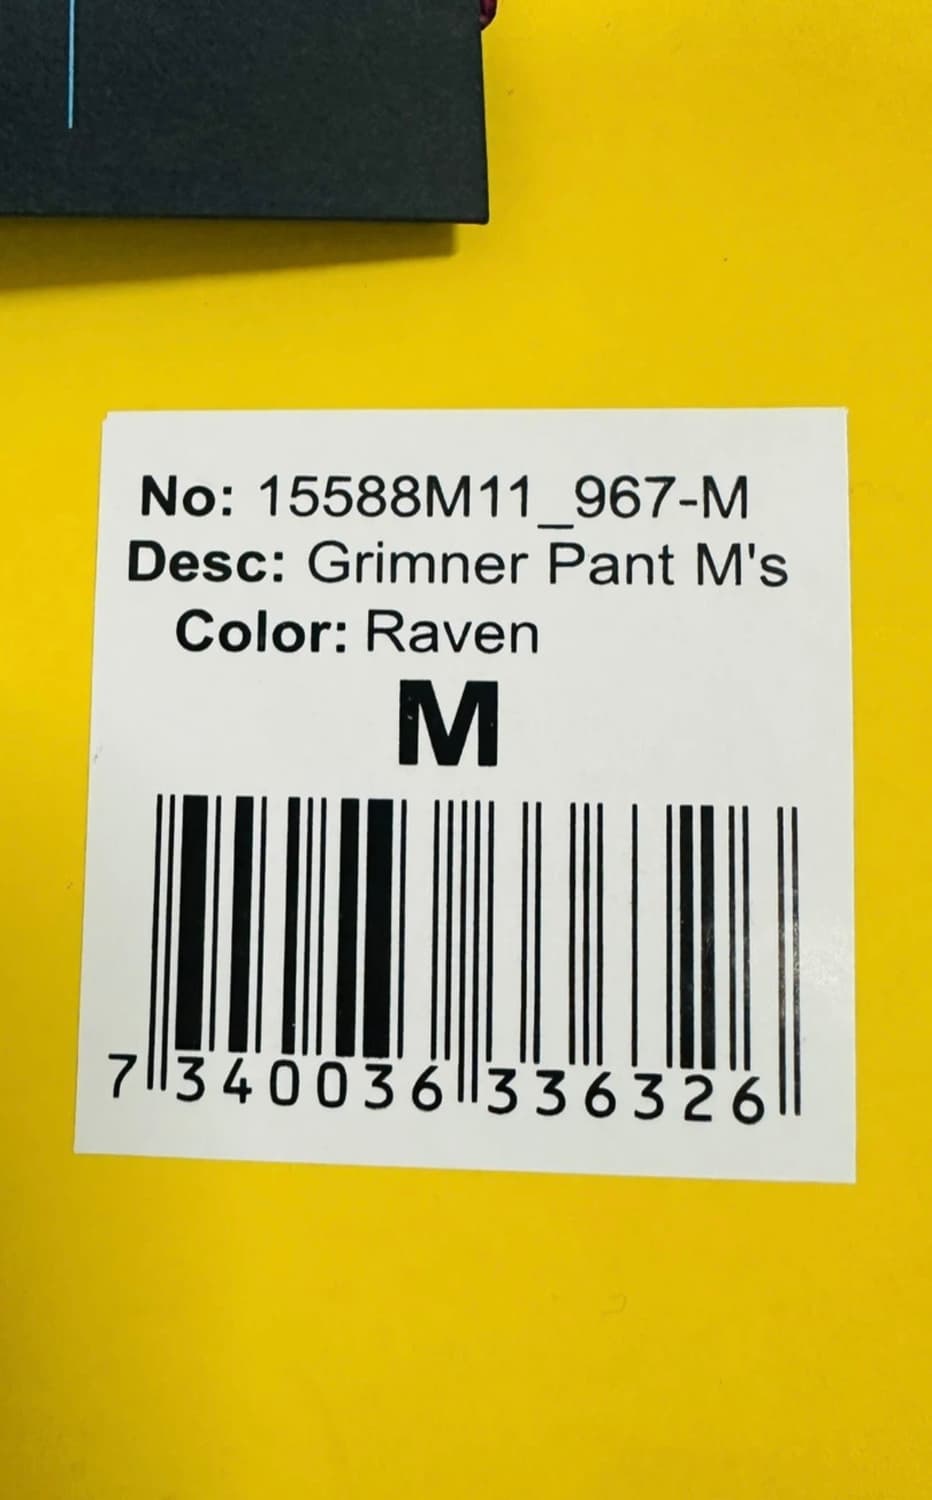 No: 15588M11_967-M
Desc: Grimner Pant M's
Color: Raven
M
7 340036 336326